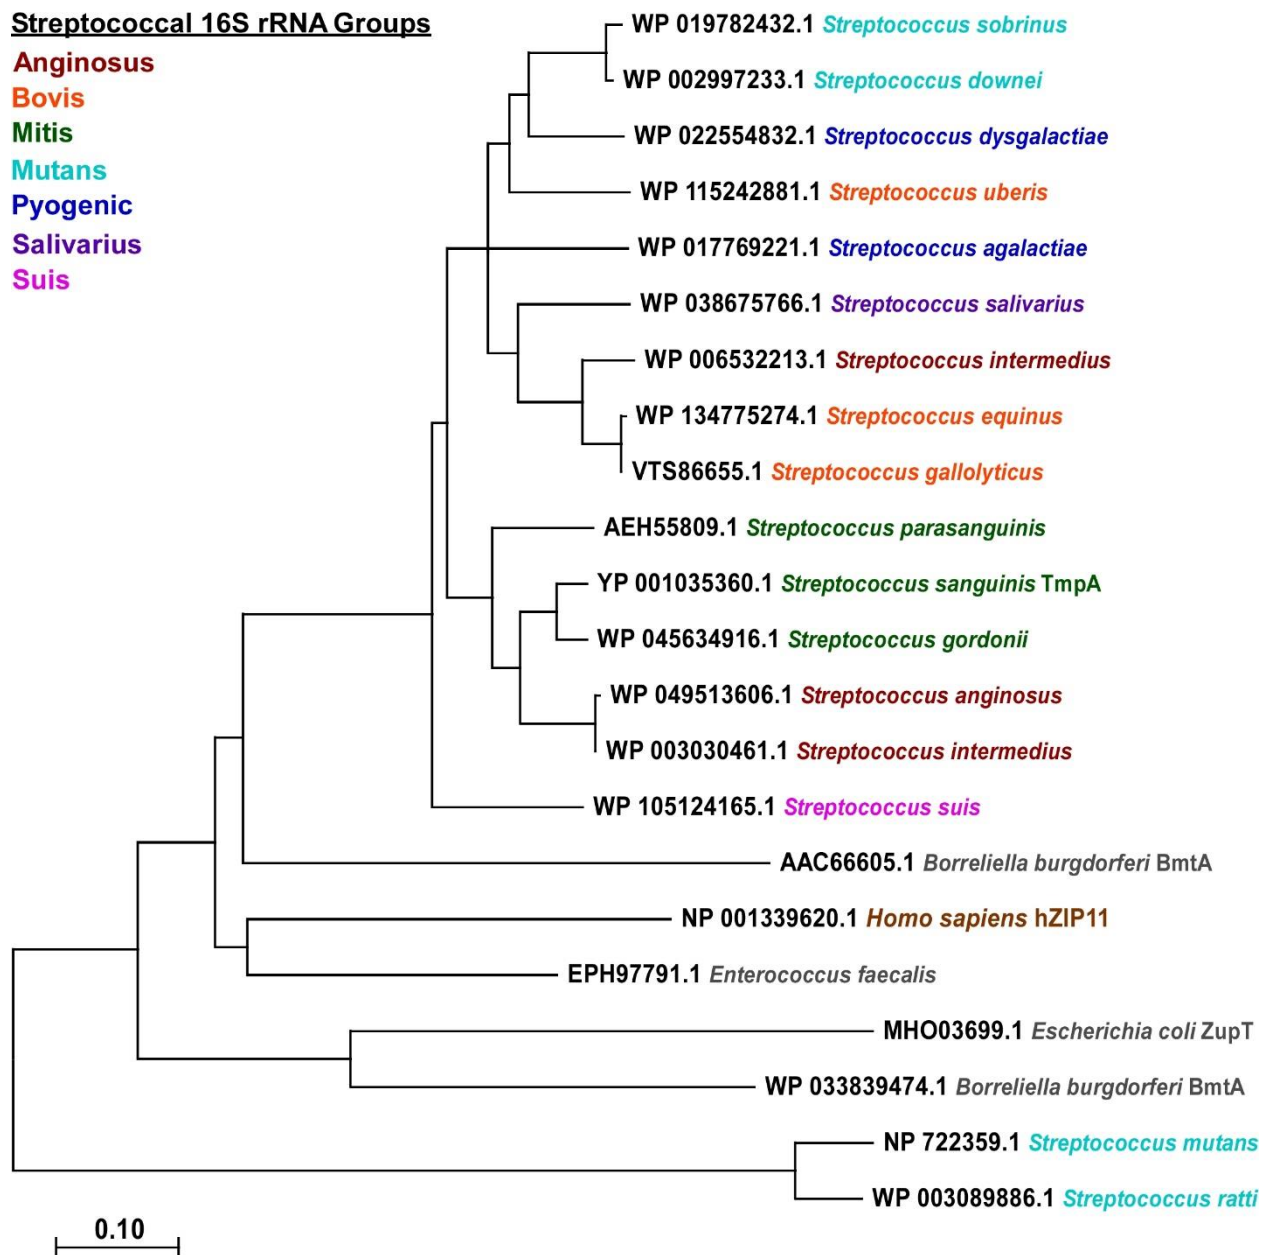 Streptococcal 16S rRNA Groups
Anginosus
Bovis
Mitis
Mutans
Pyogenic
Salivarius
Suis
WP 019782432.1 Streptococcus sobrinus
WP 002997233.1 Streptococcus downei
WP 022554832.1 Streptococcus dysgalactiae
WP 115242881.1 Streptococcus uberis
WP 017769221.1 Streptococcus agalactiae
WP 038675766.1 Streptococcus salivarius
WP 006532213.1 Streptococcus intermedius
WP 134775274.1 Streptococcus equinus
VTS86655.1 Streptococcus gallolyticus
AEH55809.1 Streptococcus parasanguinis
YP 001035360.1 Streptococcus sanguinis TmpA
WP 045634916.1 Streptococcus gordonii
WP 049513606.1 Streptococcus anginosus
WP 003030461.1 Streptococcus intermedius
WP 105124165.1 Streptococcus suis
AAC66605.1 Borreliella burgdorferi BmtA
NP 001339620.1 Homo sapiens hZIP11
EPH97791.1 Enterococcus faecalis
MHO03699.1 Escherichia coli ZupT
WP 033839474.1 Borreliella burgdorferi BmtA
NP 722359.1 Streptococcus mutans
WP 003089886.1 Streptococcus ratti
0.10